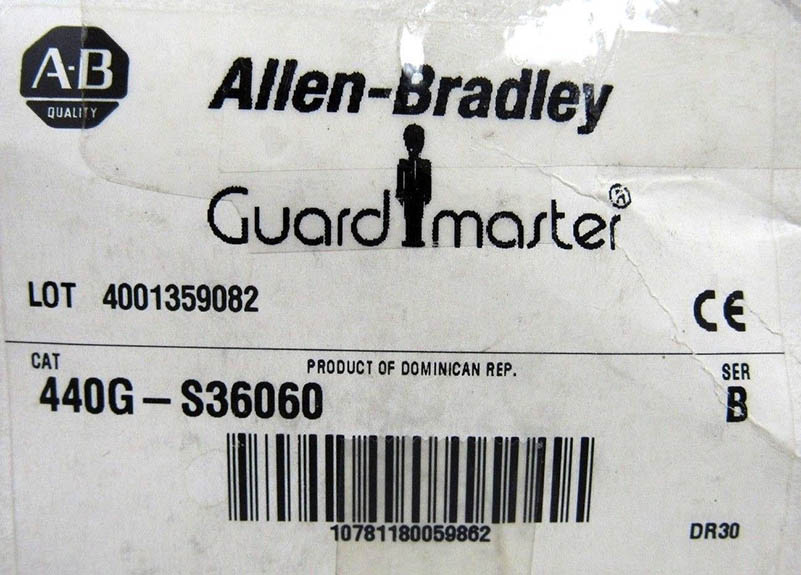 A-B
QUALITY
Allen-Bradley
Guardmaster®
LOT 4001359082
CE
CAT
PRODUCT OF DOMINICAN REP.
SER
440G-S36060
B
10781180059862
DR30